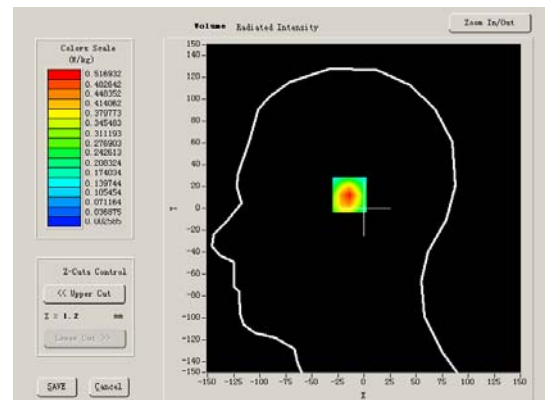 Volume Radiated Intensity
Zoom In/Out
Colors Scale
(W/kg)
0.516932
0.482642
0.448352
0.414062
0.379773
0.345483
0.311193
0.276903
0.242613
0.208324
0.174034
0.139744
0.105454
0.071164
0.036875
0.002585
Z-Cuts Control
<< Upper Cut
Z = 1.2 mm
Lower Cut >>
SAVE
Cancel
150
140
120
100
80
60
40
20
0
-20
-40
-60
-80
-100
-120
-140
-150
Y
-150 -125 -100 -75 -50 -25 0 25 50 75 100 125 150
X